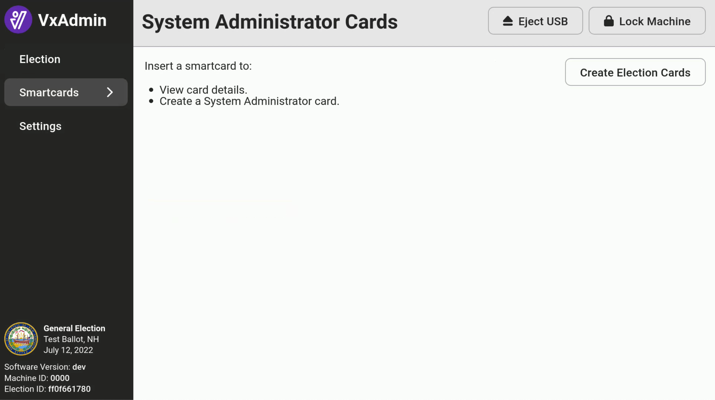 VxAdmin
Election
Smartcards
Settings
General Election
Test Ballot, NH
July 12, 2022
Software Version: dev
Machine ID: 0000
Election ID: ff0f661780
System Administrator Cards
Eject USB
Lock Machine
Insert a smartcard to:
• View card details.
• Create a System Administrator card.
Create Election Cards